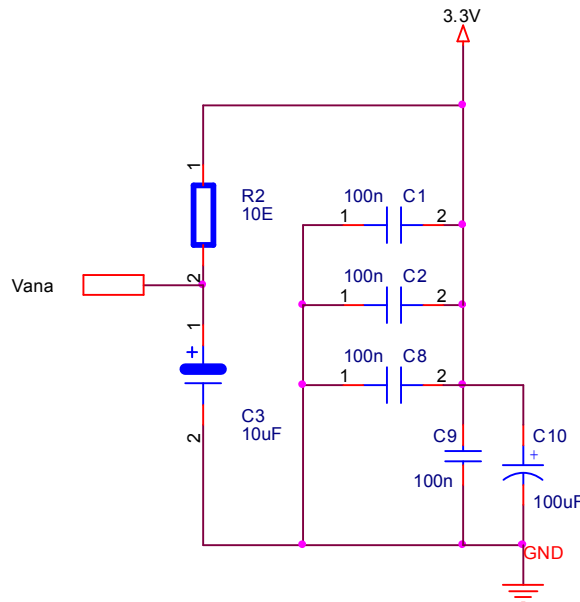 3.3V
1
R2
10E
2
Vana
1
+
C3
10uF
2
100n C1
1 2
100n C2
1 2
100n C8
1 2
C9
100n
C10
+
100uF
GND